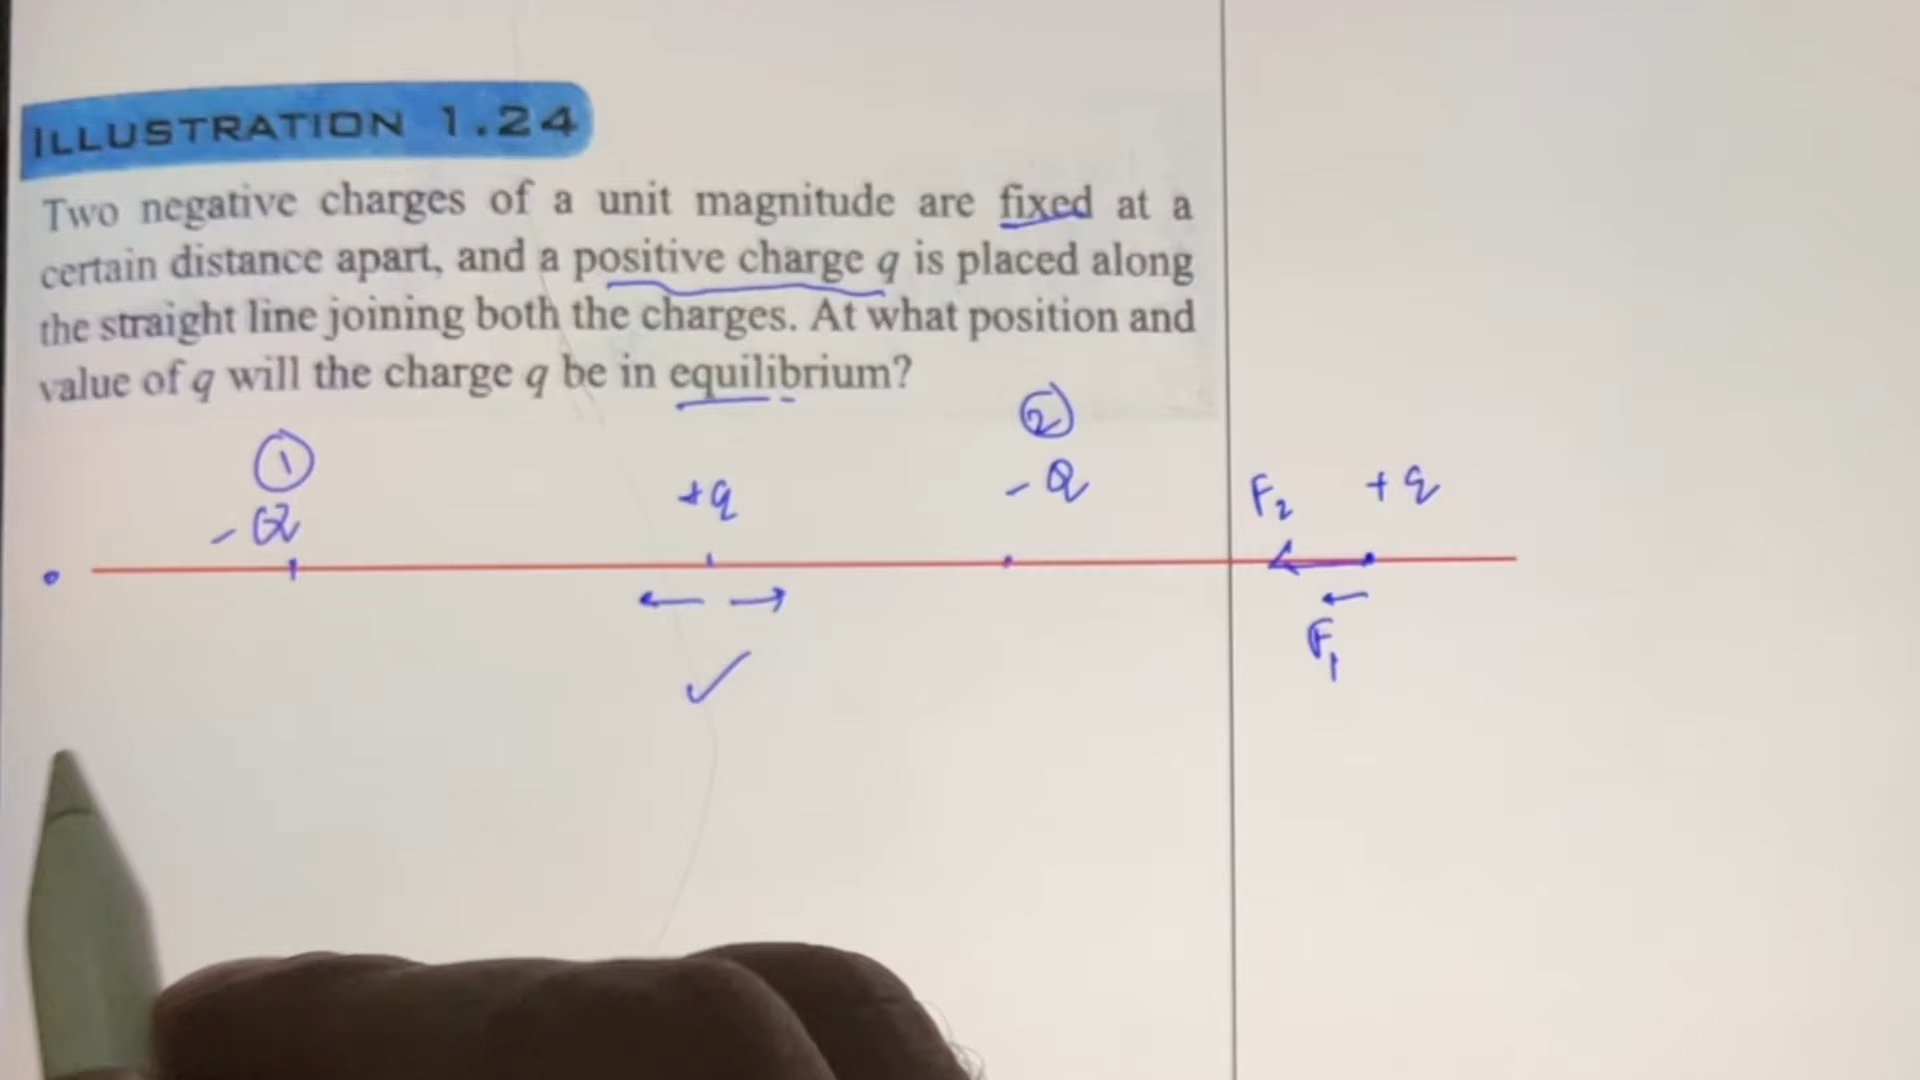 ILLUSTRATION 1.24
Two negative charges of a unit magnitude are fixed at a
certain distance apart, and a positive charge q is placed along
the straight line joining both the charges. At what position and
value of q will the charge q be in equilibrium?
① ②
-Q +q -Q F₂ +q
F₁